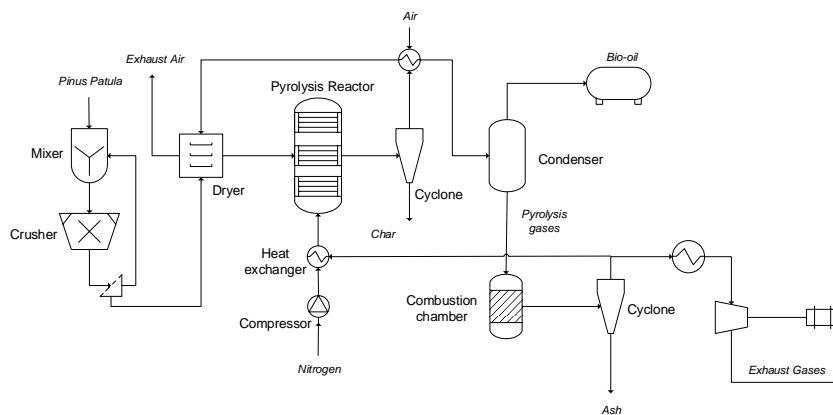 Air
Exhaust Air
Bio-oil
Pinus Patula
Pyrolysis Reactor
Mixer
Condenser
Dryer
Cyclone
Crusher
Char
Pyrolysis
gases
Heat
exchanger
Combustion
chamber
Cyclone
Compressor
Nitrogen
Exhaust Gases
Ash